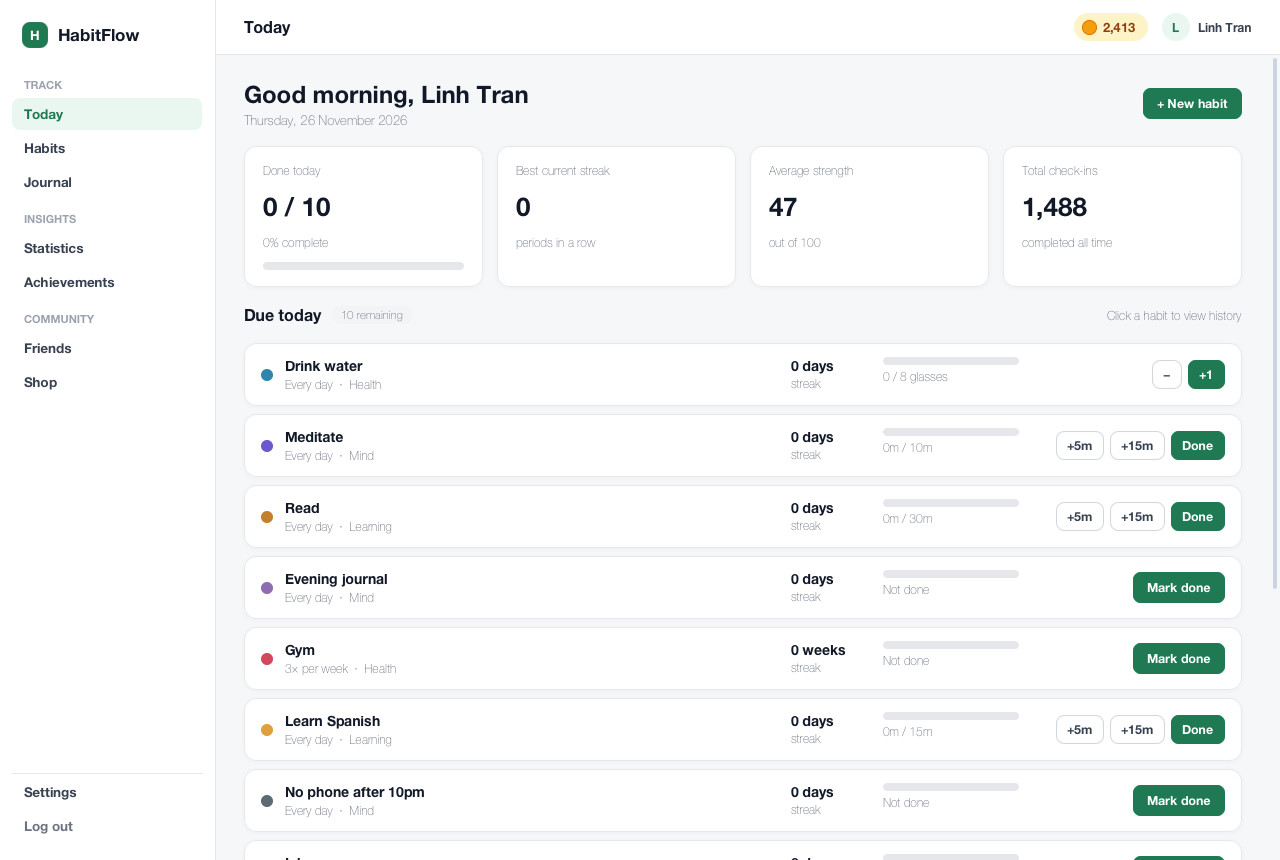 H HabitFlow
TRACK
Today
Habits
Journal
INSIGHTS
Statistics
Achievements
COMMUNITY
Friends
Shop
Settings
Log out
Today
2,413
L Linh Tran
Good morning, Linh Tran
Thursday, 26 November 2026
+ New habit
Done today
0 / 10
0% complete
Best current streak
0
periods in a row
Average strength
47
out of 100
Total check-ins
1,488
completed all time
Due today 10 remaining Click a habit to view history
Drink water
Every day · Health
0 days
streak
0 / 8 glasses
− +1
Meditate
Every day · Mind
0 days
streak
0m / 10m
+5m +15m Done
Read
Every day · Learning
0 days
streak
0m / 30m
+5m +15m Done
Evening journal
Every day · Mind
0 days
streak
Not done
Mark done
Gym
3× per week · Health
0 weeks
streak
Not done
Mark done
Learn Spanish
Every day · Learning
0 days
streak
0m / 15m
+5m +15m Done
No phone after 10pm
Every day · Mind
0 days
streak
Not done
Mark done